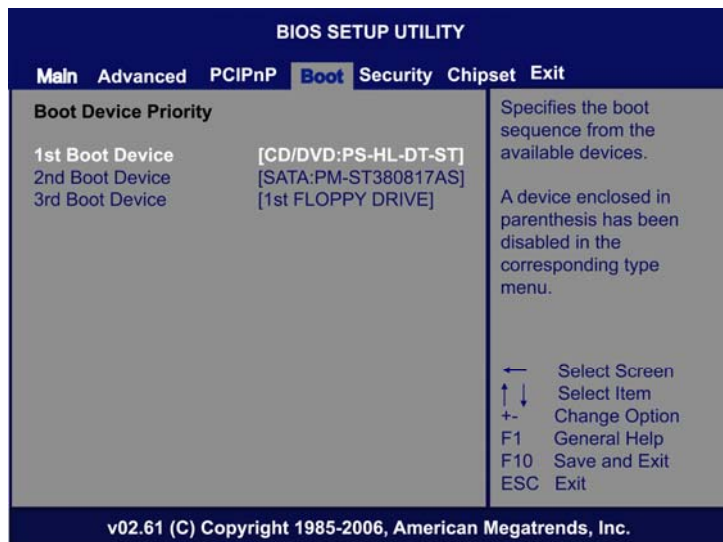 BIOS SETUP UTILITY
Main Advanced PCIPnP Boot Security Chipset Exit
Boot Device Priority
1st Boot Device [CD/DVD:PS-HL-DT-ST]
2nd Boot Device [SATA:PM-ST380817AS]
3rd Boot Device [1st FLOPPY DRIVE]
Specifies the boot
sequence from the
available devices.
A device enclosed in
parenthesis has been
disabled in the
corresponding type
menu.
← Select Screen
↑↓ Select Item
+- Change Option
F1 General Help
F10 Save and Exit
ESC Exit
v02.61 (C) Copyright 1985-2006, American Megatrends, Inc.